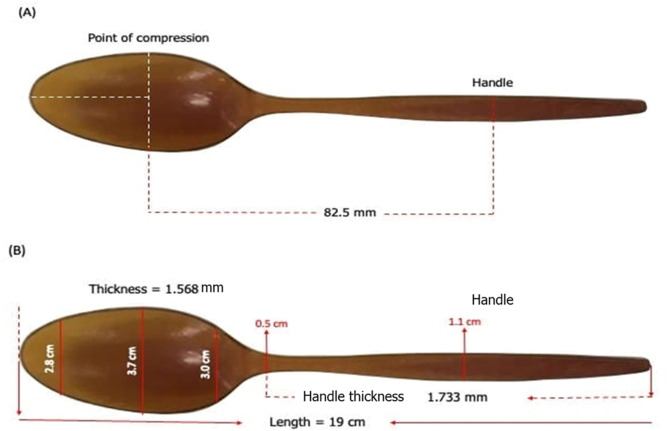 (A)
Point of compression
Handle
82.5 mm
(B)
Thickness = 1.568 mm
Handle
0.5 cm
1.1 cm
2.8 cm
3.7 cm
3.0 cm
Handle thickness 1.733 mm
Length = 19 cm